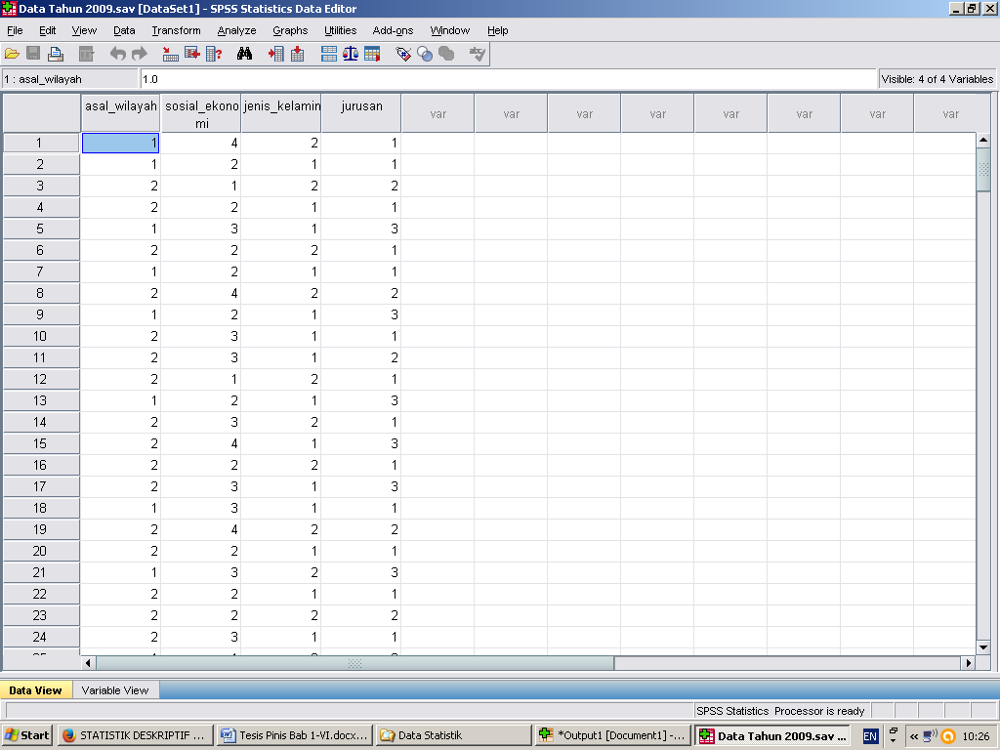 Data Tahun 2009.sav [DataSet1] - SPSS Statistics Data Editor
File Edit View Data Transform Analyze Graphs Utilities Add-ons Window Help
1 : asal_wilayah 1.0 Visible: 4 of 4 Variables
asal_wilayah sosial_ekono jenis_kelamin jurusan var var var var var var var var
mi
1 1 4 2 1
2 1 2 1 1
3 2 1 2 2
4 2 2 1 1
5 1 3 1 3
6 2 2 2 1
7 1 2 1 1
8 2 4 2 2
9 1 2 1 3
10 2 3 1 1
11 2 3 1 2
12 2 1 2 1
13 1 2 1 3
14 2 3 2 1
15 2 4 1 3
16 2 2 2 1
17 2 3 1 3
18 1 3 1 1
19 2 4 2 2
20 2 2 1 1
21 1 3 2 3
22 2 2 1 1
23 2 2 2 2
24 2 3 1 1
Data View Variable View
SPSS Statistics Processor is ready
Start STATISTIK DESKRIPTIF ... Tesis Pinis Bab 1-VI.docx... Data Statistik *Output1 [Document1] -... Data Tahun 2009.sav ... EN « 10:26